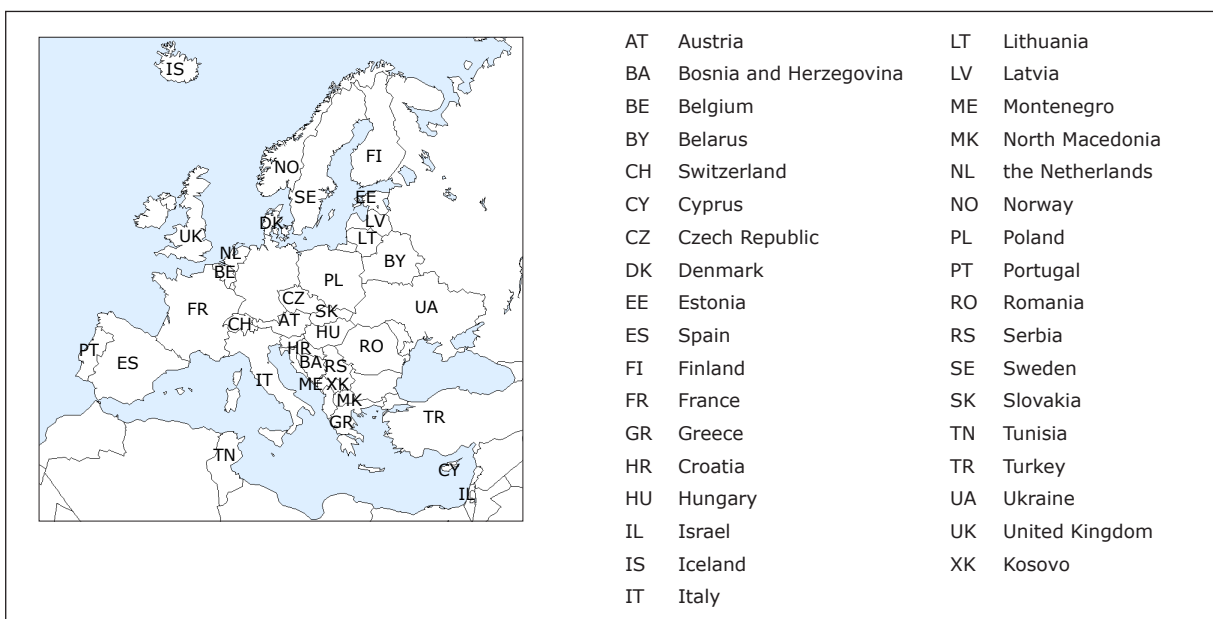 IS
NO
FI
SE
EE
DK
LV
LT
UK
NL
BE
BY
PL
CZ
SK
UA
FR
CH
AT
HU
RO
HR
BA
RS
PT
ES
IT
ME
XK
MK
GR
TR
TN
CY
IL
AT Austria
BA Bosnia and Herzegovina
BE Belgium
BY Belarus
CH Switzerland
CY Cyprus
CZ Czech Republic
DK Denmark
EE Estonia
ES Spain
FI Finland
FR France
GR Greece
HR Croatia
HU Hungary
IL Israel
IS Iceland
IT Italy
LT Lithuania
LV Latvia
ME Montenegro
MK North Macedonia
NL the Netherlands
NO Norway
PL Poland
PT Portugal
RO Romania
RS Serbia
SE Sweden
SK Slovakia
TN Tunisia
TR Turkey
UA Ukraine
UK United Kingdom
XK Kosovo